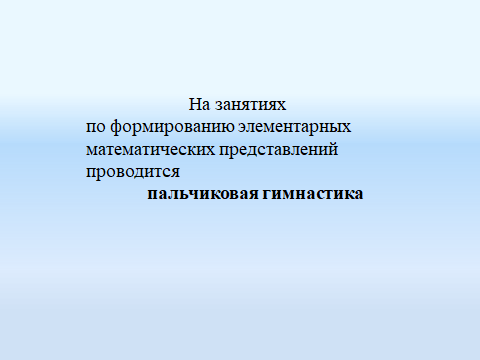 На занятиях
по формированию элементарных
математических представлений
проводится
пальчиковая гимнастика